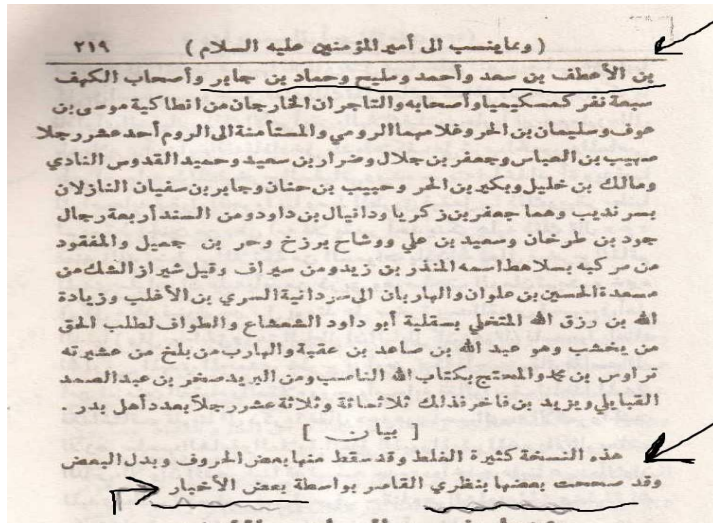 ( ومما ينسب الى أمير المؤمنين عليه السلام ) ٢١٩
بن الأعطف بن سعد وأحمد ومليح وحماد بن جابر وأصحاب الكهف
سبعة نفر كمسكيميا وأصحابه والتاجران الخارجان من انطاكية موسى بن
عوف وسليمان بن الحر وغلامهما الرومي والمستأمنة الى الروم أحد عشر رجلا
صهيب بن العباس وجعفر بن جلال وضرار بن سعيد وحميد القدوس النادي
ومالك بن خليل وبكير بن الحر وحبيب بن حنان وجابر بن سفيان النازلان
بسرنديب وهما جعفر بن زكريا ودانيال بن داود ومن السند أربعة رجال
جود بن طرخان وسعيد بن علي ووشاح برزخ وحر بن جميل والمفقود
من مركبه بسلاهط اسمه المنذر بن زيد ومن سيراف وقيل شيراز الشك من
مسعدة الحسين بن علوان والهاربان الى سردانية السري بن الأغلب وزيادة
الله بن رزق الله المتخلي بسقلية أبو داود الشعشاع والطواف لطلب الحق
من يخشب وهو عبد الله بن صاعد بن عقبة والهارب من بلخ من عشيرته
تراوس بن محمد والمحتج بكتاب الله الناصب ومن البريد صخر بن عبد الصمد
القبايلي ويزيد بن فاخر فذلك ثلاثمائة وثلاثة عشر رجلاً بعدد أهل بدر .
[ بيان ]
هذه النسخة كثيرة الغلط وقد سقط منها بعض الحروف وبدل البعض
وقد صححت بعضها بنظري القاصر بواسطة بعض الأخبار